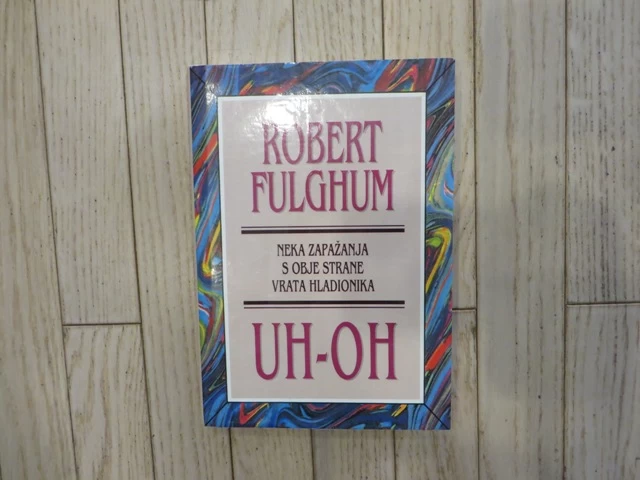 ROBERT
FULGHUM
NEKA ZAPAŽANJA
S OBJE STRANE
VRATA HLADIONIKA
UH-OH